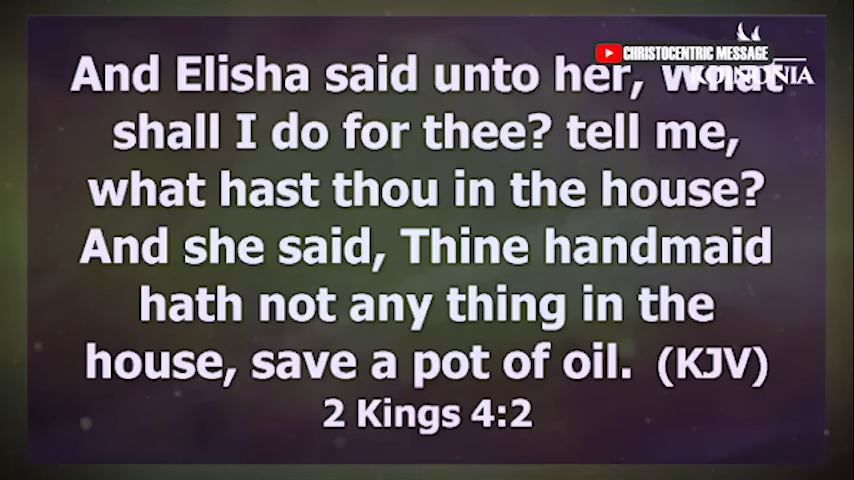 CHRISTOCENTRIC MESSAGE
KOINONIA
And Elisha said unto her, What
shall I do for thee? tell me,
what hast thou in the house?
And she said, Thine handmaid
hath not any thing in the
house, save a pot of oil. (KJV)
2 Kings 4:2